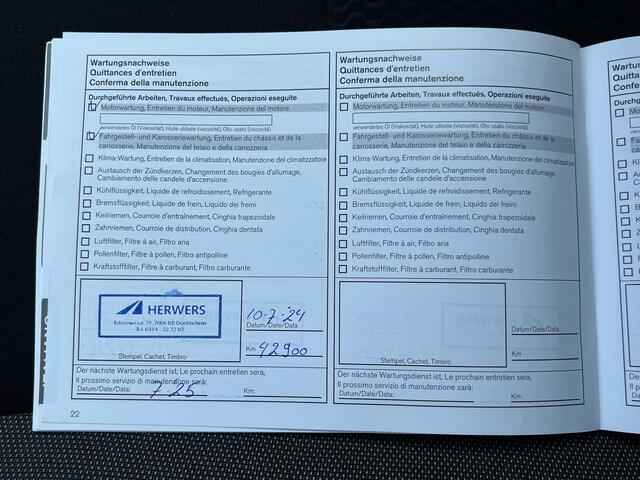 Wartungsnachweise
Quittances d'entretien
Conferma della manutenzione
Durchgeführte Arbeiten, Travaux effectués, Operazioni eseguite
Motorwartung, Entretien du moteur, Manutenzione del motore
verwendetes Öl (Viskosität), Huile utilisée (viscosité), Olio usato (viscosità)
Fahrgestell- und Karosseriewartung, Entretien du châssis et de la
carrosserie, Manutenzione del telaio e della carrozzeria
Klima-Wartung, Entretien de la climatisation, Manutenzione del climatizzatore
Austausch der Zündkerzen, Changement des bougies d'allumage,
Cambiamento delle candele d'accensione
Kühlflüssigkeit, Liquide de refroidissement, Refrigerante
Bremsflüssigkeit, Liquide de frein, Liquido dei freini
Keilriemen, Courroie d'entraînement, Cinghia trapezoidale
Zahnriemen, Courroie de distribution, Cinghia dentata
Luftfilter, Filtre à air, Filtro aria
Pollenfilter, Filtre à pollen, Filtro antipolline
Kraftstofffilter, Filtre à carburant, Filtro carburante
HERWERS
Edisonstraat 79, 7006 RB Doetinchem
Tel. 0314 - 32 72 02
10-7-'24
Datum/Date/Data
Km 42900
Stempel, Cachet, Timbro
Der nächste Wartungsdienst ist, Le prochain entretien sera,
Il prossimo servizio di manutenzione sarà:
Datum/Date/Data: 7-25 Km:
22
Wartungsnachweise
Quittances d'entretien
Conferma della manutenzione
Durchgeführte Arbeiten, Travaux effectués, Operazioni eseguite
Motorwartung, Entretien du moteur, Manutenzione del motore
verwendetes Öl (Viskosität), Huile utilisée (viscosité), Olio usato (viscosità)
Fahrgestell- und Karosseriewartung, Entretien du châssis et de la
carrosserie, Manutenzione del telaio e della carrozzeria
Klima-Wartung, Entretien de la climatisation, Manutenzione del climatizzatore
Austausch der Zündkerzen, Changement des bougies d'allumage,
Cambiamento delle candele d'accensione
Kühlflüssigkeit, Liquide de refroidissement, Refrigerante
Bremsflüssigkeit, Liquide de frein, Liquido dei freini
Keilriemen, Courroie d'entraînement, Cinghia trapezoidale
Zahnriemen, Courroie de distribution, Cinghia dentata
Luftfilter, Filtre à air, Filtro aria
Pollenfilter, Filtre à pollen, Filtro antipolline
Kraftstofffilter, Filtre à carburant, Filtro carburante
Datum/Date/Data
Km
Stempel, Cachet, Timbro
Der nächste Wartungsdienst ist, Le prochain entretien sera,
Il prossimo servizio di manutenzione sarà:
Datum/Date/Data: Km: